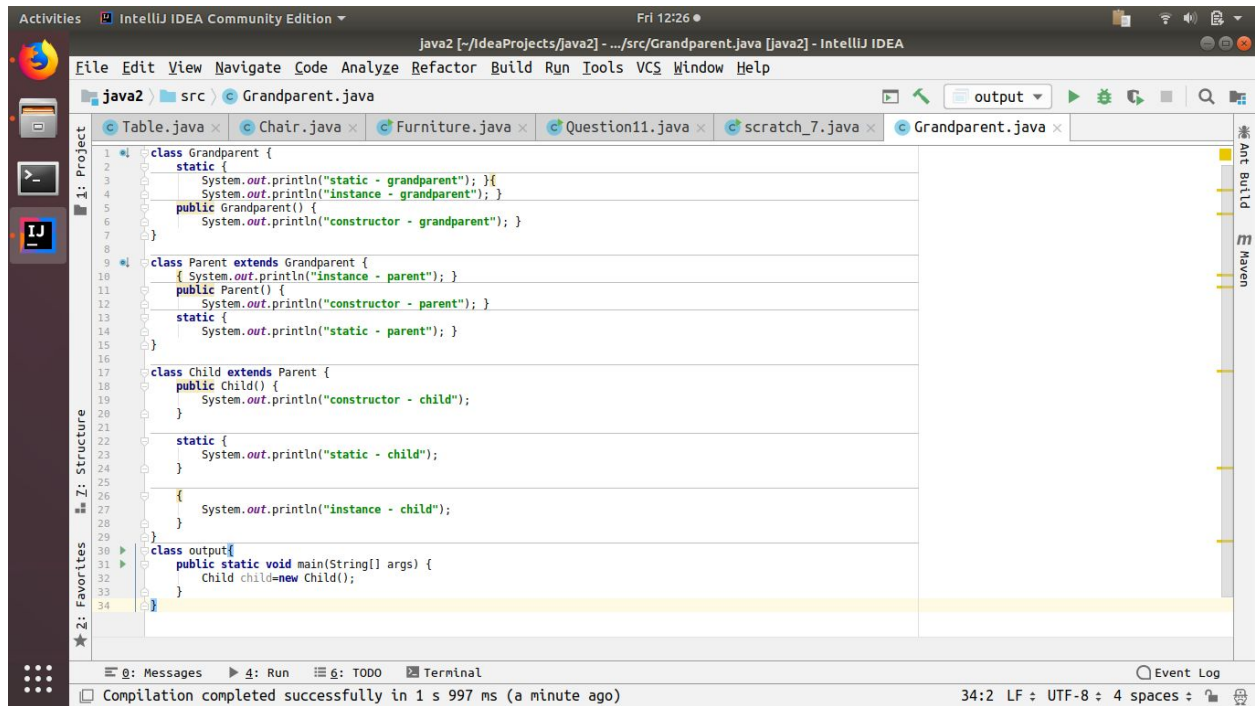 Activities IntelliJ IDEA Community Edition Fri 12:26
java2 [~/IdeaProjects/java2] - .../src/Grandparent.java [java2] - IntelliJ IDEA
File Edit View Navigate Code Analyze Refactor Build Run Tools VCS Window Help
java2 src Grandparent.java output
Table.java Chair.java Furniture.java Question11.java scratch_7.java Grandparent.java
1: Project
7: Structure
2: Favorites
1 class Grandparent {
2 static {
3 System.out.println("static - grandparent"); }{
4 System.out.println("instance - grandparent"); }
5 public Grandparent() {
6 System.out.println("constructor - grandparent"); }
7 }
8
9 class Parent extends Grandparent {
10 { System.out.println("instance - parent"); }
11 public Parent() {
12 System.out.println("constructor - parent"); }
13 static {
14 System.out.println("static - parent"); }
15 }
16
17 class Child extends Parent {
18 public Child() {
19 System.out.println("constructor - child");
20 }
21
22 static {
23 System.out.println("static - child");
24 }
25
26 {
27 System.out.println("instance - child");
28 }
29 }
30 class output{
31 public static void main(String[] args) {
32 Child child=new Child();
33 }
34 }
Ant Build
m Maven
0: Messages 4: Run 6: TODO Terminal Event Log
Compilation completed successfully in 1 s 997 ms (a minute ago) 34:2 LF UTF-8 4 spaces
IJ